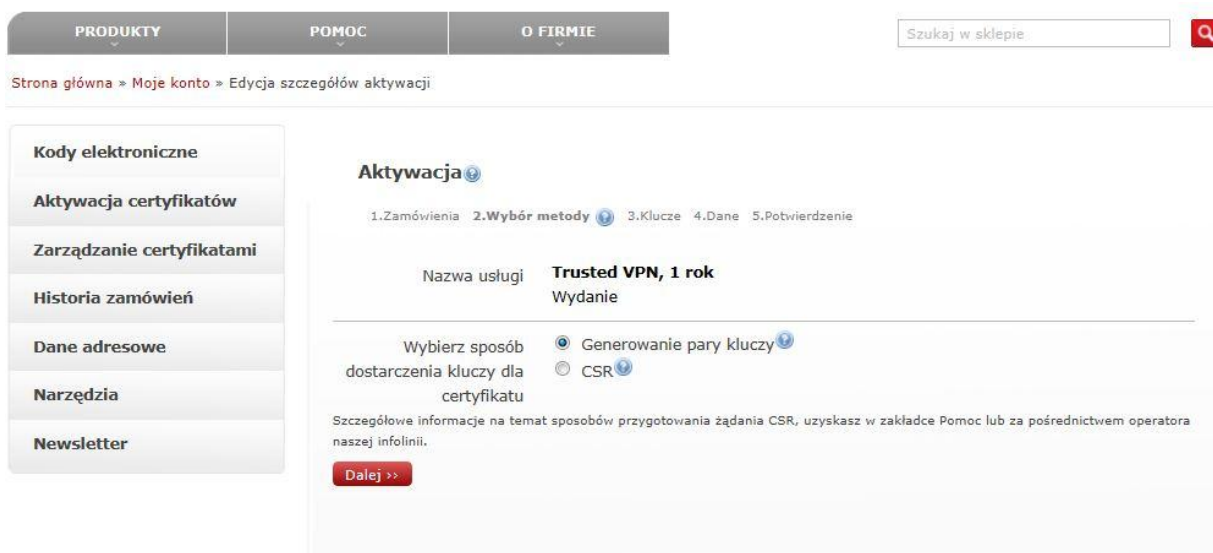 PRODUKTY POMOC O FIRMIE Szukaj w sklepie
Strona główna » Moje konto » Edycja szczegółów aktywacji
Kody elektroniczne
Aktywacja certyfikatów
Zarządzanie certyfikatami
Historia zamówień
Dane adresowe
Narzędzia
Newsletter
Aktywacja
1.Zamówienia 2.Wybór metody 3.Klucze 4.Dane 5.Potwierdzenie
Nazwa usługi Trusted VPN, 1 rok
Wydanie
Wybierz sposób
dostarczenia kluczy dla
certyfikatu
Generowanie pary kluczy
CSR
Szczegółowe informacje na temat sposobów przygotowania żądania CSR, uzyskasz w zakładce Pomoc lub za pośrednictwem operatora
naszej infolinii.
Dalej >>